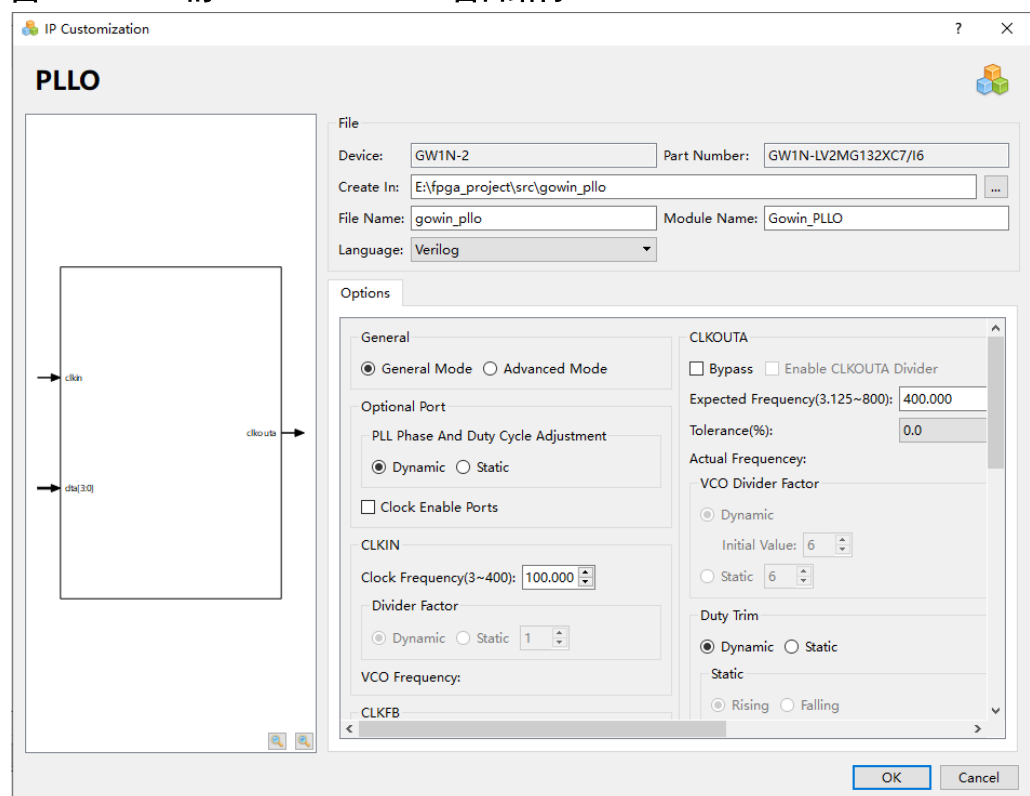 IP Customization
PLLO
File
Device: GW1N-2 Part Number: GW1N-LV2MG132XC7/I6
Create In: E:\fpga_project\src\gowin_pllo ...
File Name: gowin_pllo Module Name: Gowin_PLLO
Language: Verilog
clkin
clkouta
dta[3:0]
Options
General
General Mode Advanced Mode
Optional Port
PLL Phase And Duty Cycle Adjustment
Dynamic Static
Clock Enable Ports
CLKIN
Clock Frequency(3~400): 100.000
Divider Factor
Dynamic Static 1
VCO Frequency:
CLKFB
CLKOUTA
Bypass Enable CLKOUTA Divider
Expected Frequency(3.125~800): 400.000
Tolerance(%): 0.0
Actual Frequencey:
VCO Divider Factor
Dynamic
Initial Value: 6
Static 6
Duty Trim
Dynamic Static
Static
Rising Falling
OK Cancel